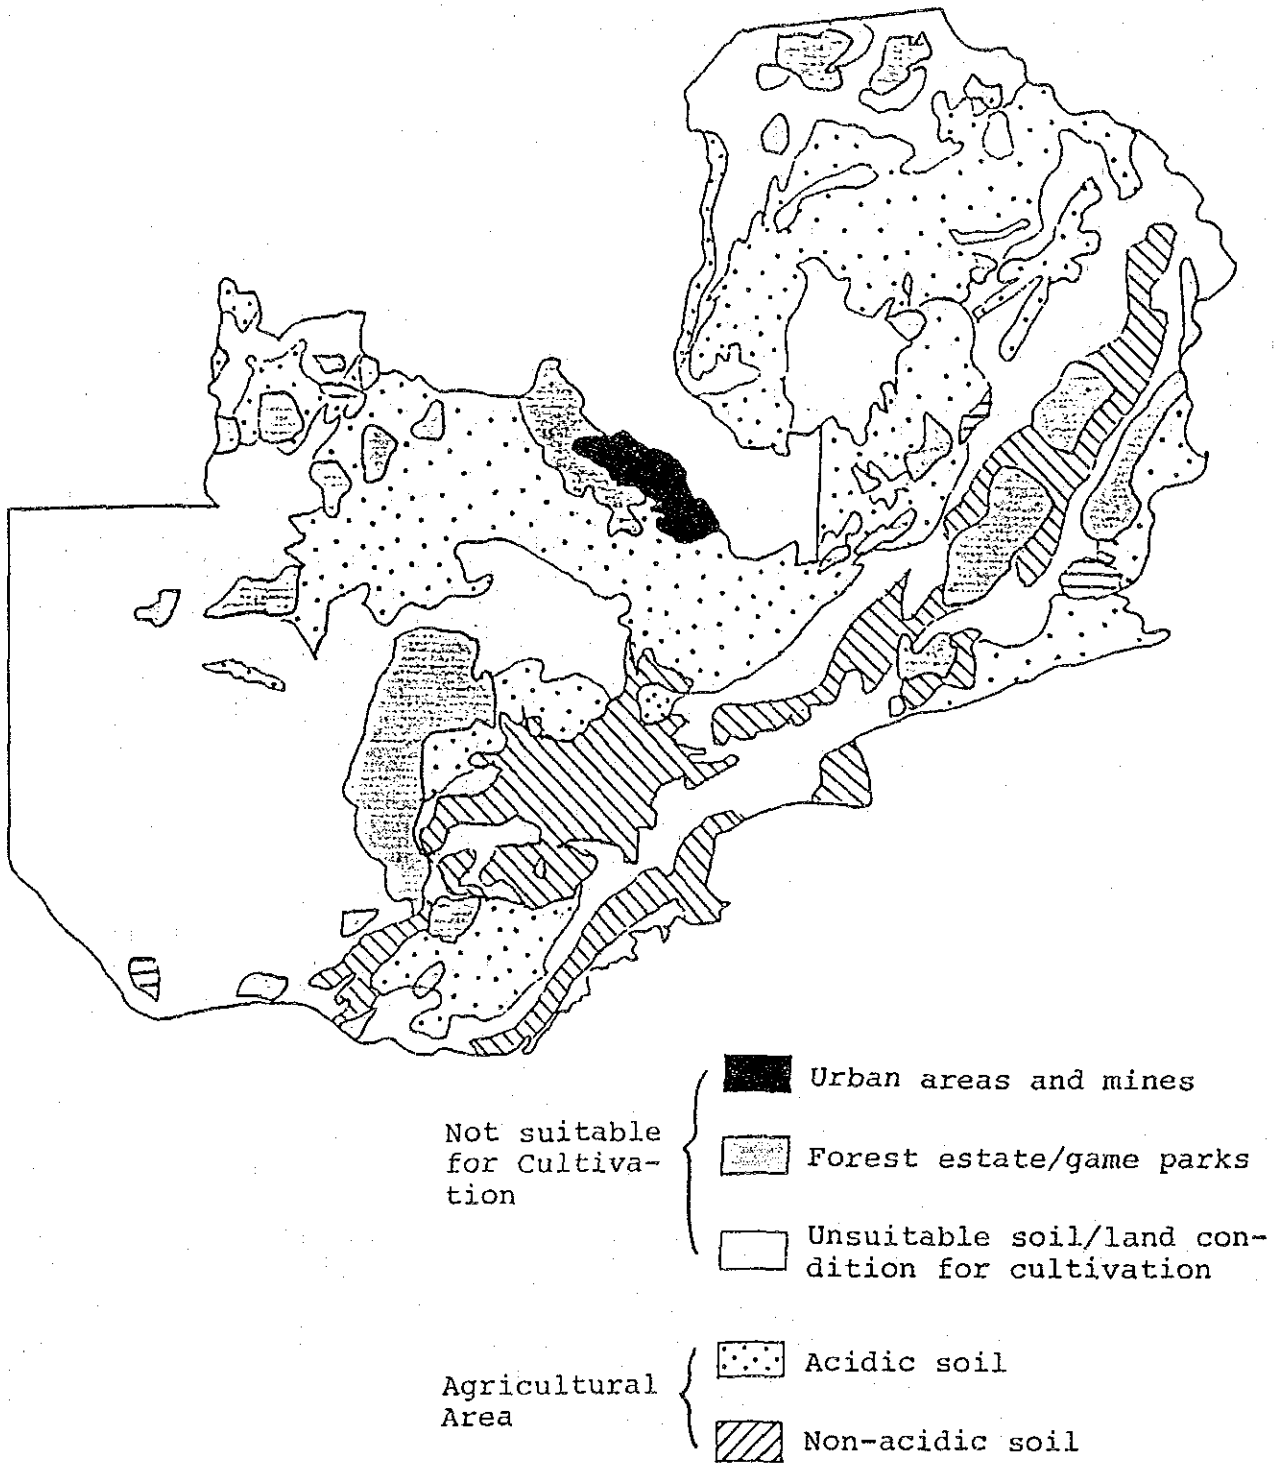 Not suitable
for Cultiva-
tion
Urban areas and mines
Forest estate/game parks
Unsuitable soil/land con-
dition for cultivation
Agricultural
Area
Acidic soil
Non-acidic soil